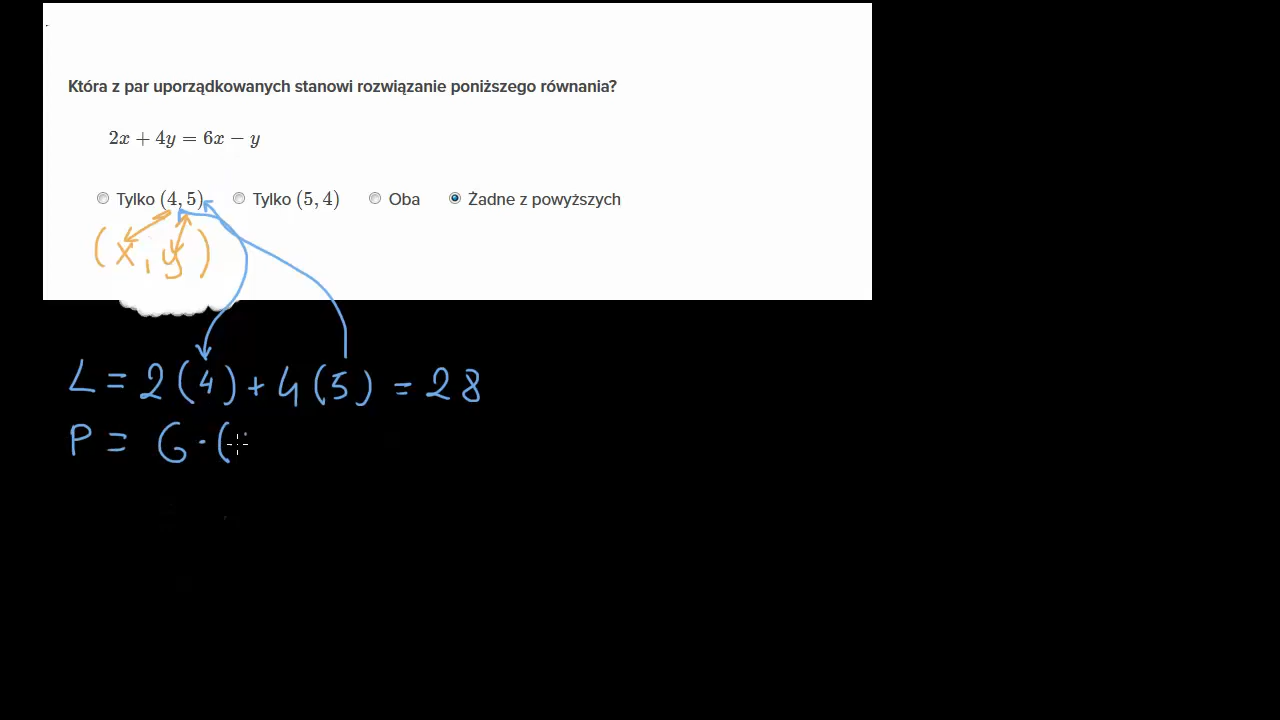 Która z par uporządkowanych stanowi rozwiązanie poniższego równania?
2x + 4y = 6x − y
Tylko (4, 5) Tylko (5, 4) Oba Żadne z powyższych
(x, y)
L = 2(4) + 4(5) = 28
P = 6 · (